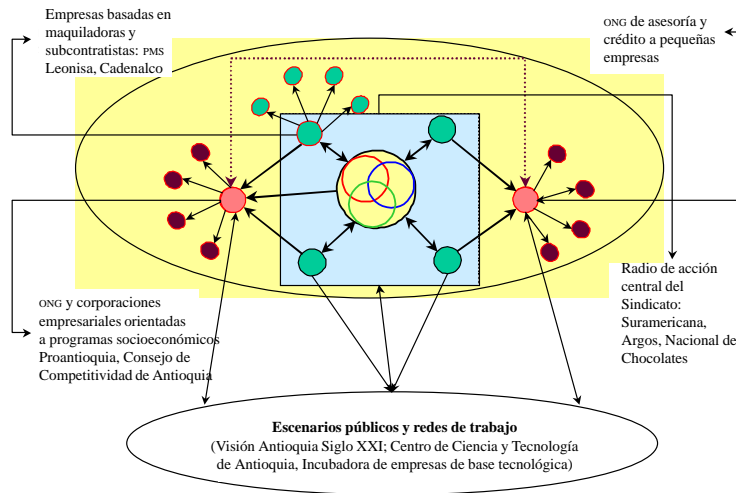 Empresas basadas en
maquiladoras y
subcontratistas: PMS
Leonisa, Cadenalco
ONG de asesoría y
crédito a pequeñas
empresas
ONG y corporaciones
empresariales orientadas
a programas socioeconómicos
Proantioquia, Consejo de
Competitividad de Antioquia
Radio de acción
central del
Sindicato:
Suramericana,
Argos, Nacional de
Chocolates
Escenarios públicos y redes de trabajo
(Visión Antioquia Siglo XXI; Centro de Ciencia y Tecnología
de Antioquia, Incubadora de empresas de base tecnológica)